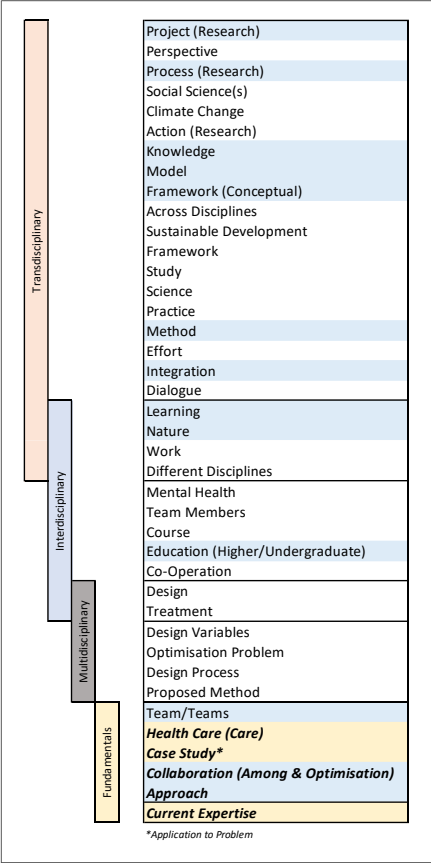 Transdisciplinary
Interdisciplinary
Multidisciplinary
Fundamentals
Project (Research)
Perspective
Process (Research)
Social Science(s)
Climate Change
Action (Research)
Knowledge
Model
Framework (Conceptual)
Across Disciplines
Sustainable Development
Framework
Study
Science
Practice
Method
Effort
Integration
Dialogue
Learning
Nature
Work
Different Disciplines
Mental Health
Team Members
Course
Education (Higher/Undergraduate)
Co-Operation
Design
Treatment
Design Variables
Optimisation Problem
Design Process
Proposed Method
Team/Teams
Health Care (Care)
Case Study*
Collaboration (Among & Optimisation)
Approach
Current Expertise
*Application to Problem